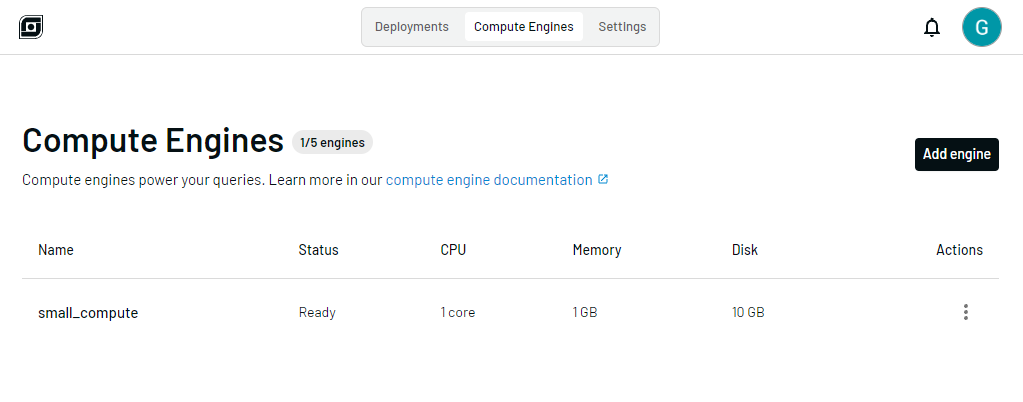 Deployments Compute Engines Settings G
Compute Engines 1/5 engines
Add engine
Compute engines power your queries. Learn more in our compute engine documentation
Name Status CPU Memory Disk Actions
small_compute Ready 1 core 1 GB 10 GB